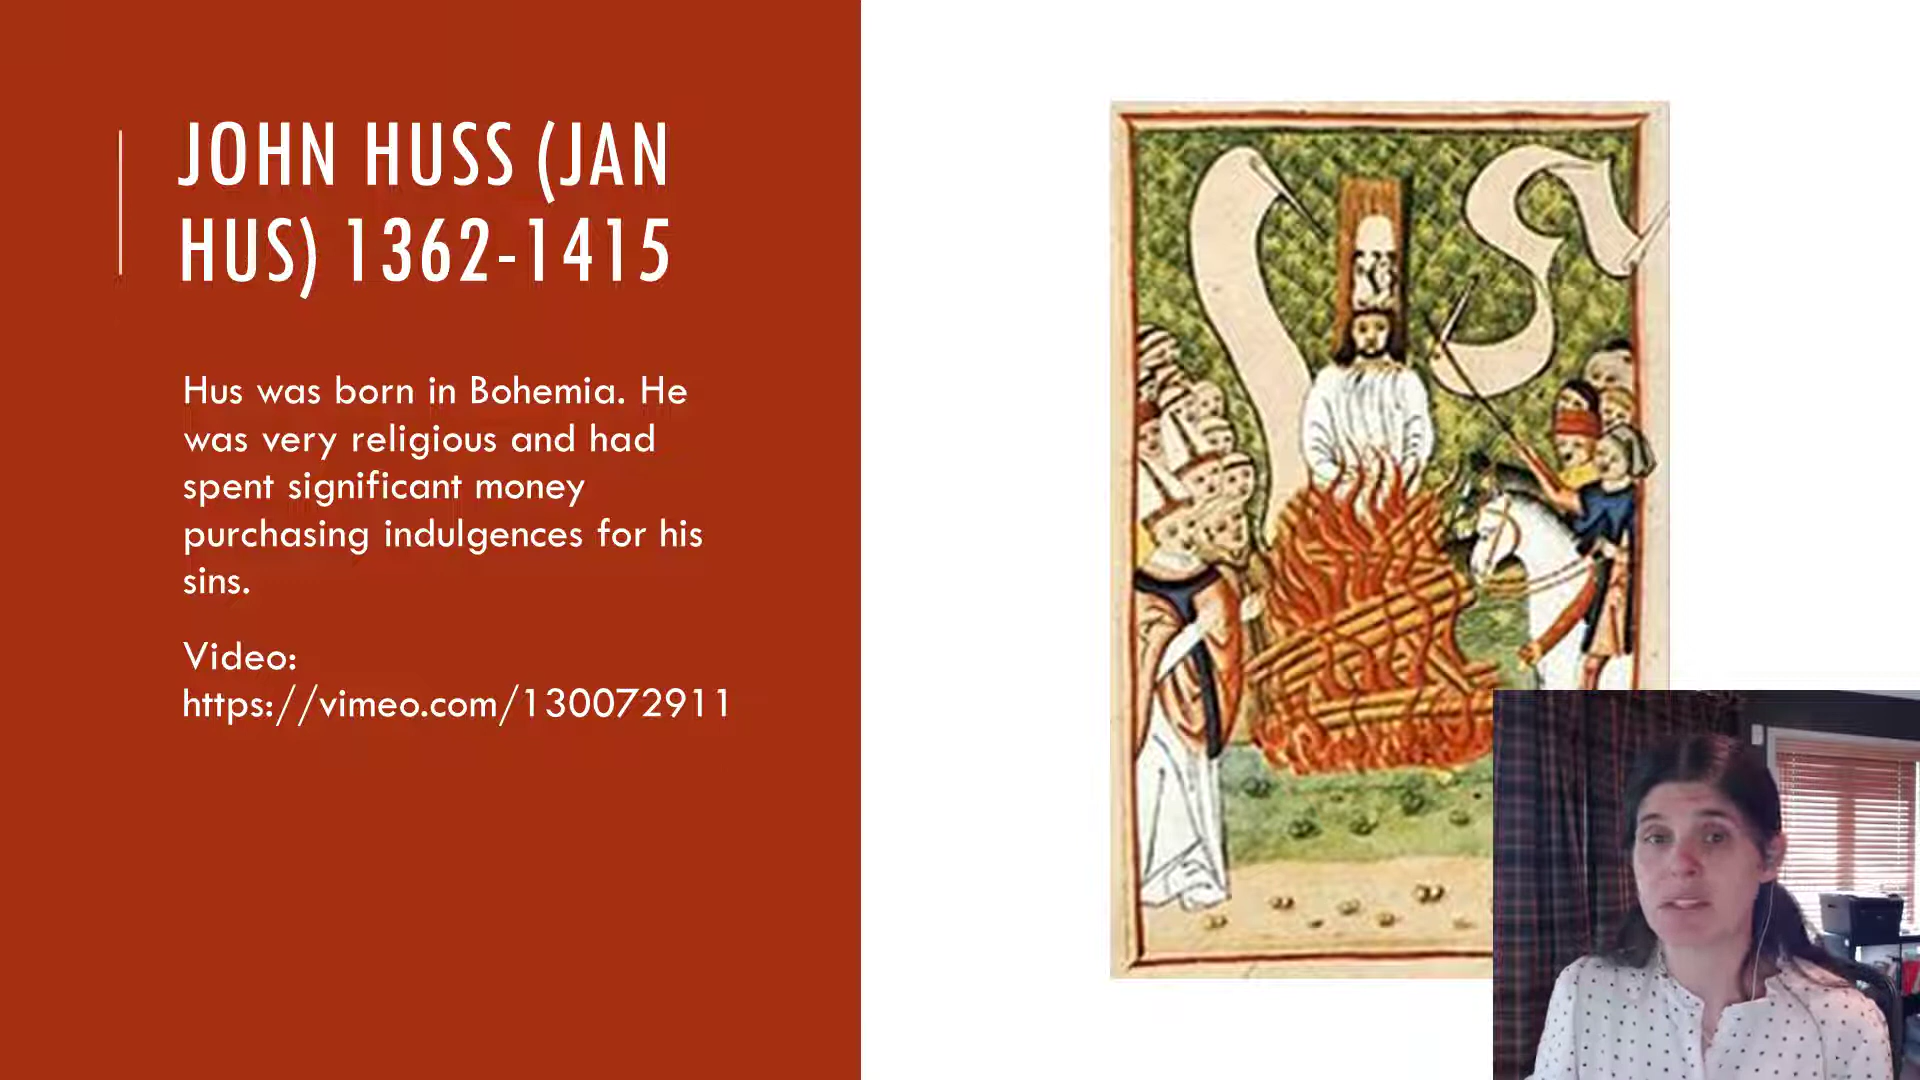 JOHN HUSS (JAN
HUS) 1362-1415
Hus was born in Bohemia. He
was very religious and had
spent significant money
purchasing indulgences for his
sins.
Video:
https://vimeo.com/130072911